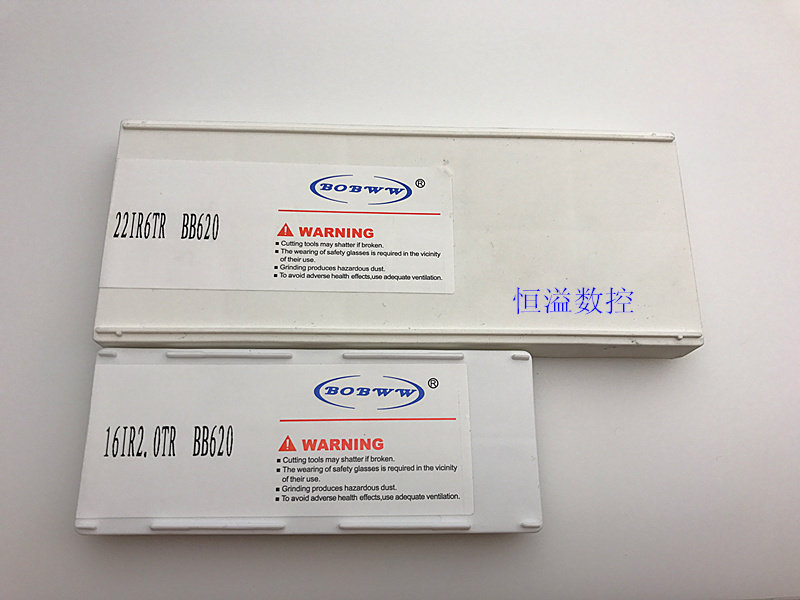 BOBWW®
22IR6TR BB620
WARNING
■ Cutting tools may shatter if broken.
■ The wearing of safety glasses is required in the vicinity
of their use.
■ Grinding produces hazardous dust.
■ To avoid adverse health effects,use adequate ventilation.
恒溢数控
BOBWW®
16IR2.0TR BB620
WARNING
■ Cutting tools may shatter if broken.
■ The wearing of safety glasses is required in the vicinity
of their use.
■ Grinding produces hazardous dust.
■ To avoid adverse health effects,use adequate ventilation.